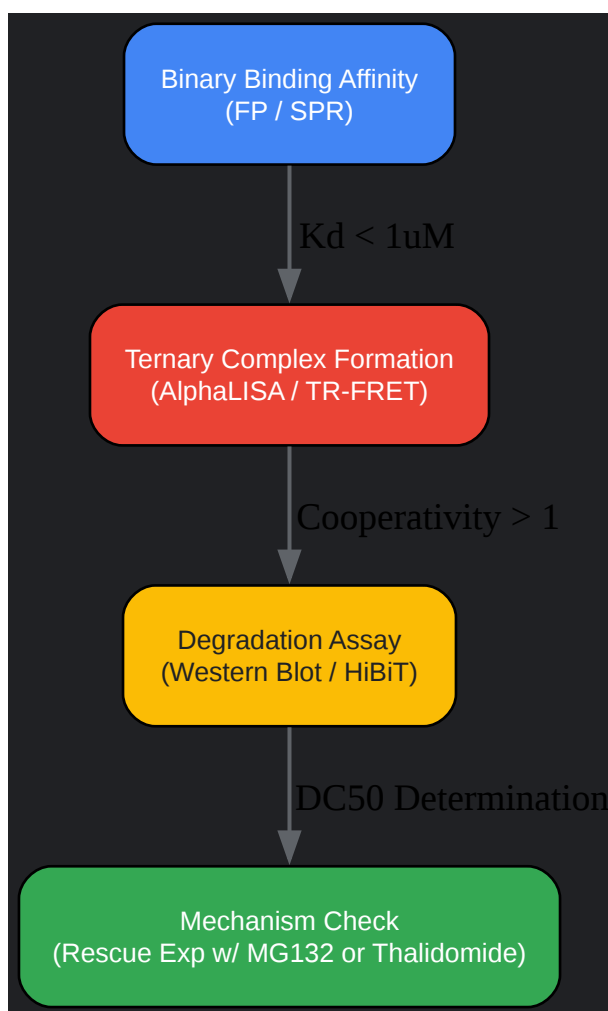 Binary Binding Affinity
(FP / SPR)
Kd < 1uM
Ternary Complex Formation
(AlphaLISA / TR-FRET)
Cooperativity > 1
Degradation Assay
(Western Blot / HiBiT)
DC50 Determination
Mechanism Check
(Rescue Exp w/ MG132 or Thalidomide)